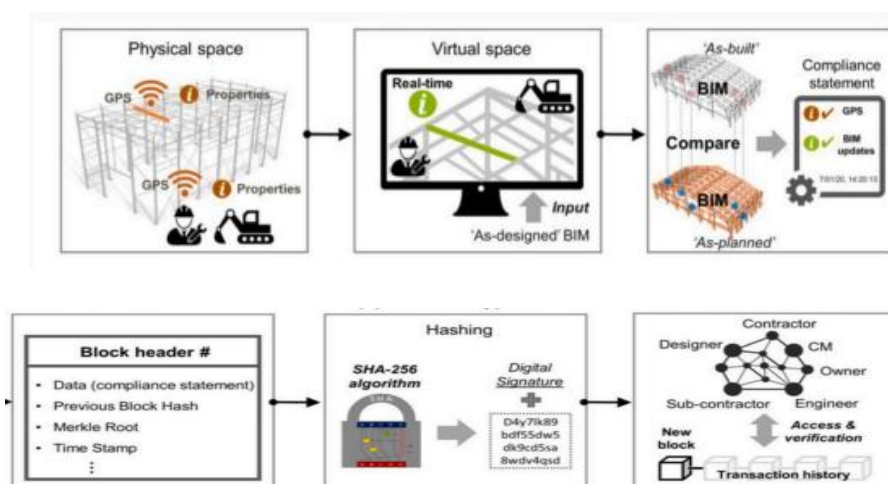 Physical space
GPS
Properties
GPS
Properties
Virtual space
Real-time
Input
'As-designed' BIM
'As-built'
BIM
Compare
BIM
'As-planned'
Compliance
statement
GPS
BIM
updates
Block header #
• Data (compliance statement)
• Previous Block Hash
• Merkle Root
• Time Stamp
⋮
Hashing
SHA-256
algorithm
SHA
Digital
Signature
D4y7lk89
bdf55dw5
dk9cd5sa
8wdv4qsd
Contractor
Designer
CM
Owner
Sub-contractor
Engineer
Access &
verification
New
block
Transaction history